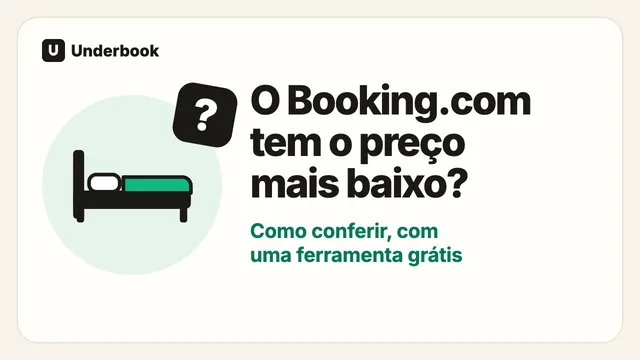 U Underbook
?
O Booking.com
tem o preço
mais baixo?
Como conferir, com
uma ferramenta grátis